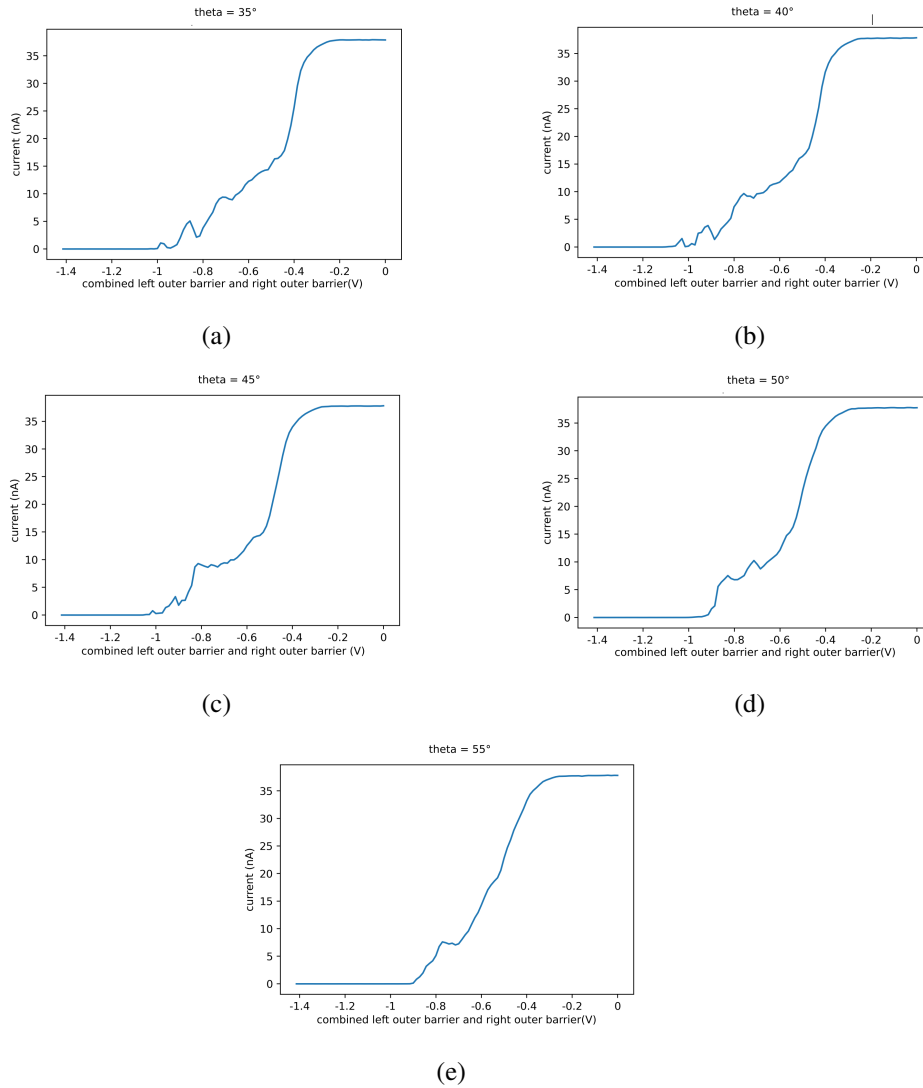 theta = 35°
current (nA)
35
30
25
20
15
10
5
0
-1.4 -1.2 -1 -0.8 -0.6 -0.4 -0.2 0
combined left outer barrier and right outer barrier(V)
(a)
theta = 40°
current (nA)
35
30
25
20
15
10
5
0
-1.4 -1.2 -1 -0.8 -0.6 -0.4 -0.2 0
combined left outer barrier and right outer barrier (V)
(b)
theta = 45°
current (nA)
35
30
25
20
15
10
5
0
-1.4 -1.2 -1 -0.8 -0.6 -0.4 -0.2 0
combined left outer barrier and right outer barrier (V)
(c)
theta = 50°
current (nA)
35
30
25
20
15
10
5
0
-1.4 -1.2 -1 -0.8 -0.6 -0.4 -0.2 0
combined left outer barrier and right outer barrier(V)
(d)
theta = 55°
current (nA)
35
30
25
20
15
10
5
0
-1.4 -1.2 -1 -0.8 -0.6 -0.4 -0.2 0
combined left outer barrier and right outer barrier(V)
(e)